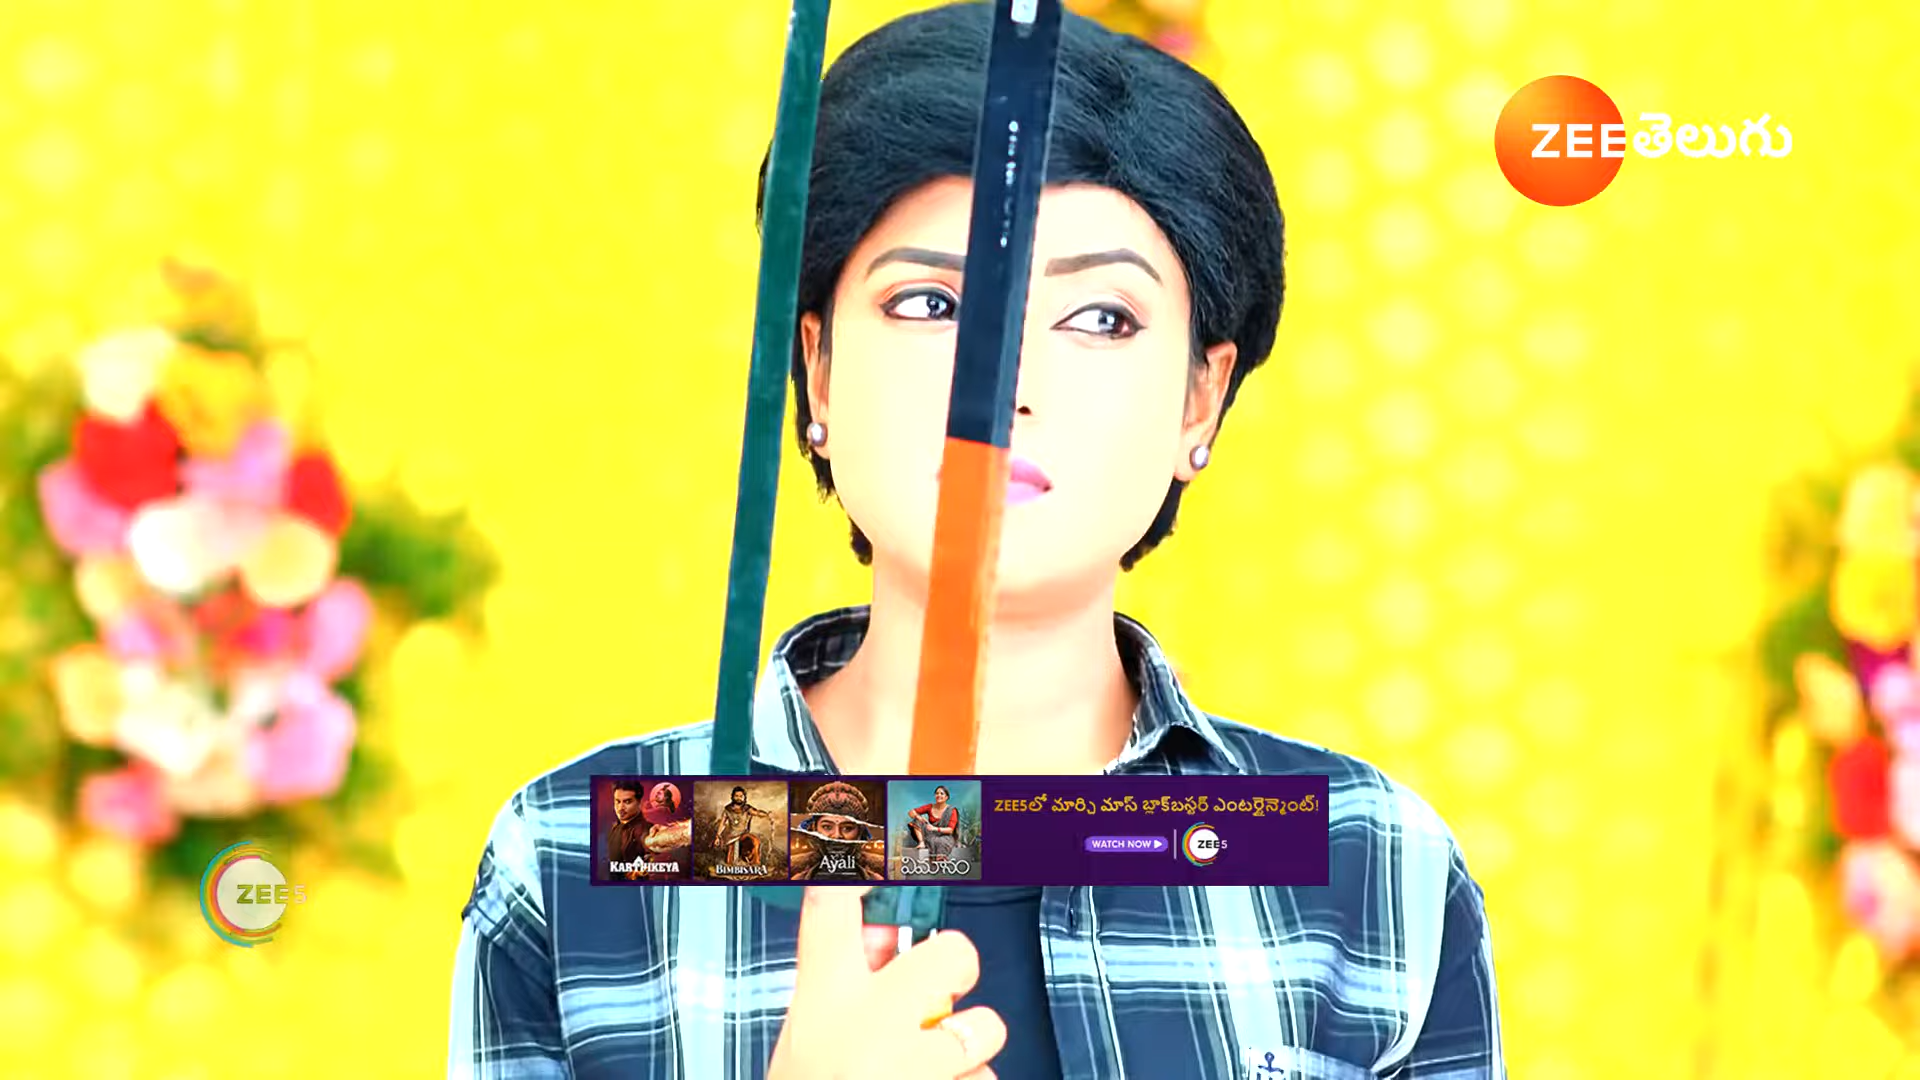 ZEE తెలుగు
ZEE5లో మార్చి మాస్ బ్లాక్‌బస్టర్ ఎంటర్టైన్మెంట్!
WATCH NOW
ZEE5
KARTHIKEYA
BIMBISARA
Ayali
విమానం
ZEE5